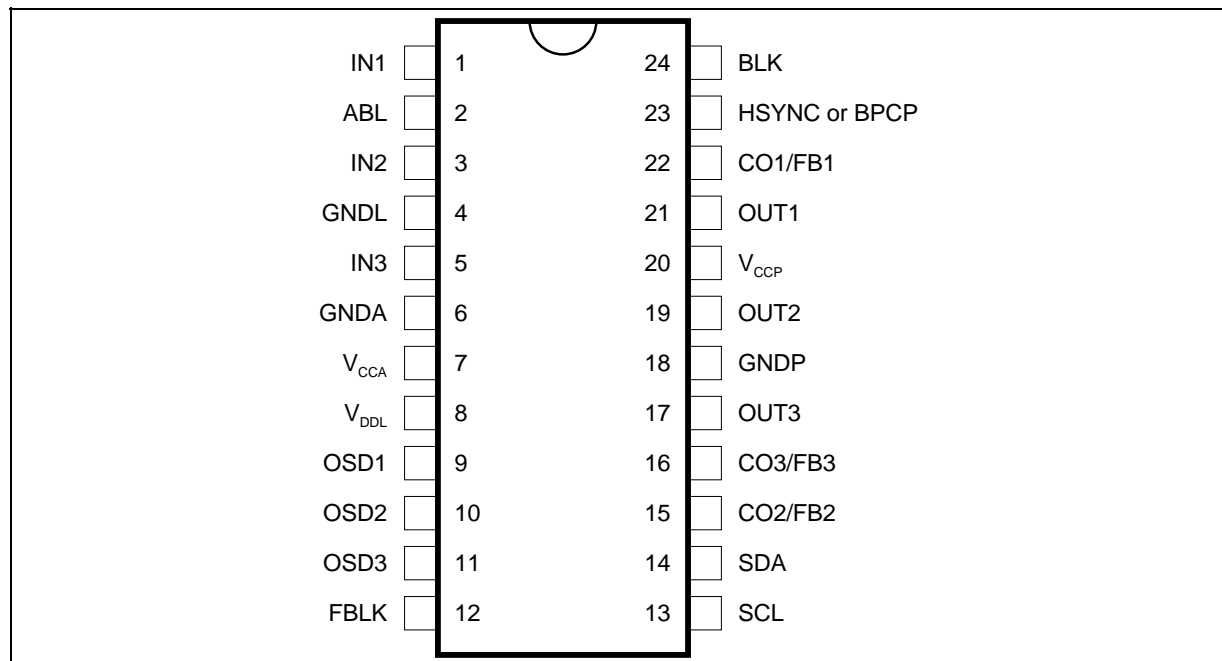 IN1 1 24 BLK
ABL 2 23 HSYNC or BPCP
IN2 3 22 CO1/FB1
GNDL 4 21 OUT1
IN3 5 20 VCCP
GNDA 6 19 OUT2
VCCA 7 18 GNDP
VDDL 8 17 OUT3
OSD1 9 16 CO3/FB3
OSD2 10 15 CO2/FB2
OSD3 11 14 SDA
FBLK 12 13 SCL